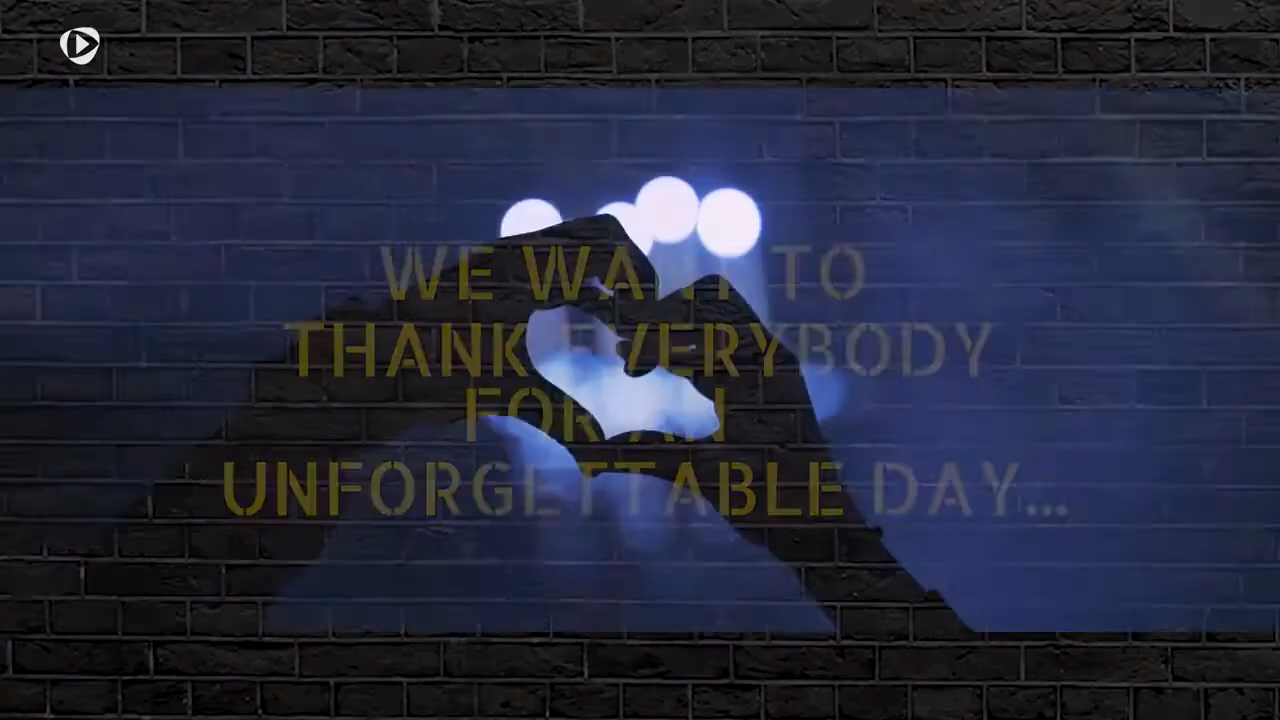 WE WANT TO
THANK EVERYBODY
FOR AN
UNFORGETTABLE DAY...